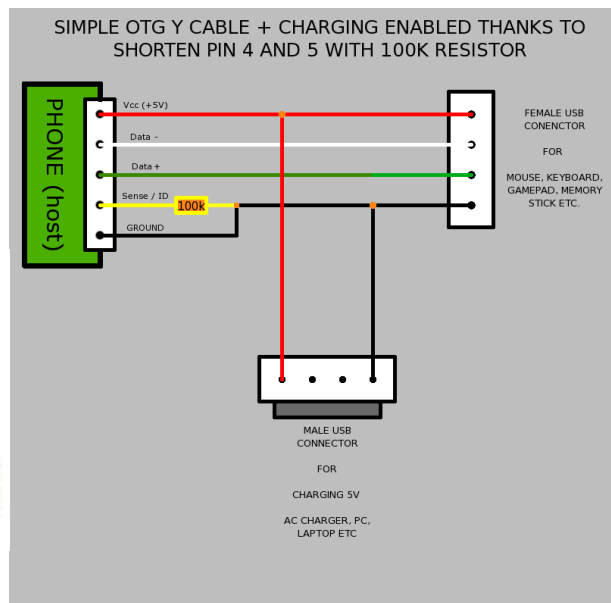 SIMPLE OTG Y CABLE + CHARGING ENABLED THANKS TO
SHORTEN PIN 4 AND 5 WITH 100K RESISTOR
PHONE (host)
Vcc (+5V)
Data -
Data +
Sense / ID
100k
GROUND
FEMALE USB
CONENCTOR
FOR
MOUSE, KEYBOARD,
GAMEPAD, MEMORY
STICK ETC.
MALE USB
CONNECTOR
FOR
CHARGING 5V
AC CHARGER, PC,
LAPTOP ETC